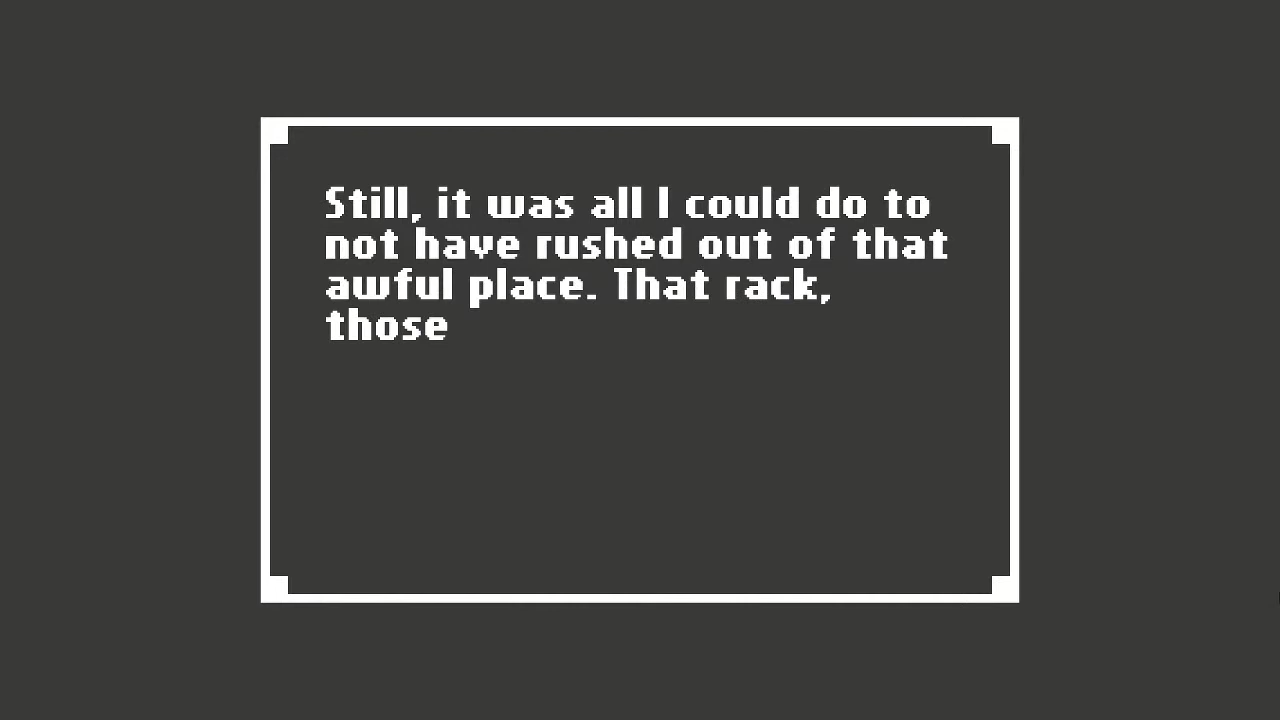 Still, it was all I could do to
not have rushed out of that
awful place. That rack,
those